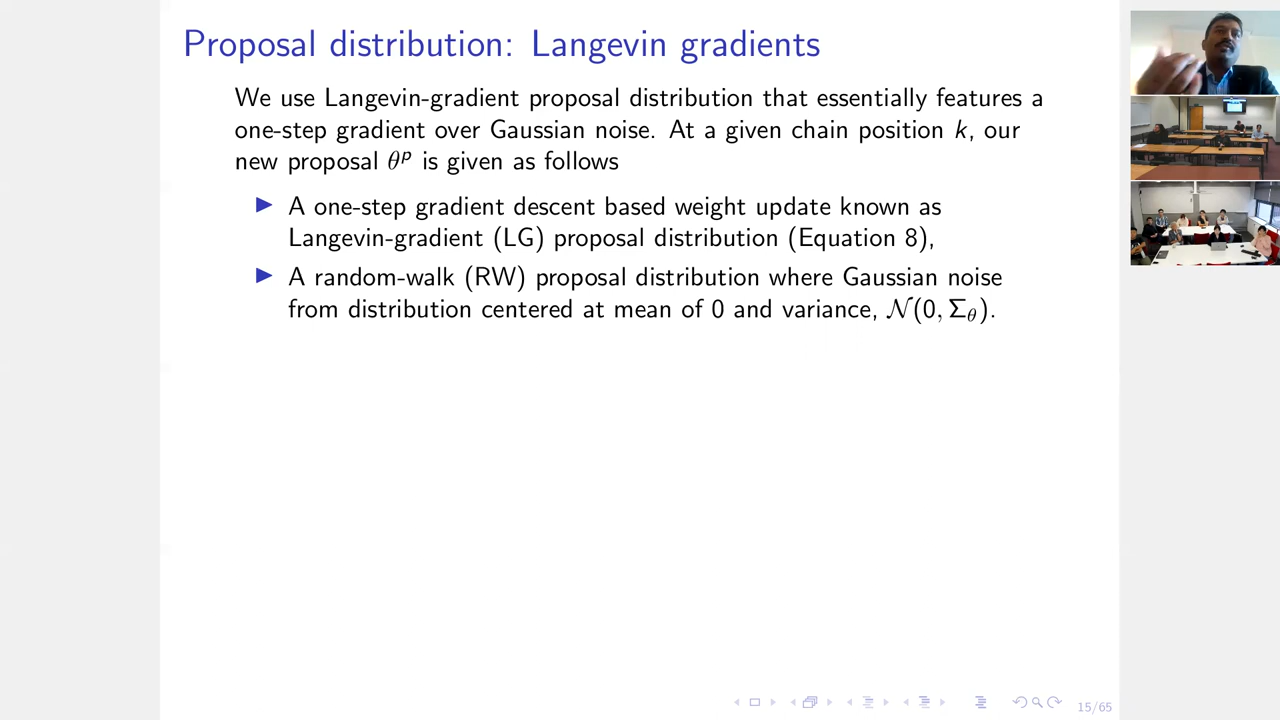 Proposal distribution: Langevin gradients
We use Langevin-gradient proposal distribution that essentially features a
one-step gradient over Gaussian noise. At a given chain position k, our
new proposal θᵖ is given as follows
▶ A one-step gradient descent based weight update known as
Langevin-gradient (LG) proposal distribution (Equation 8),
▶ A random-walk (RW) proposal distribution where Gaussian noise
from distribution centered at mean of 0 and variance, 𝒩(0, Σ_θ).
15/65